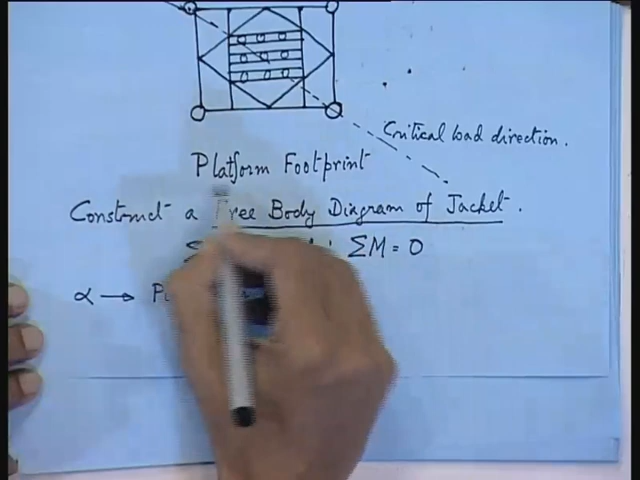 Critical load direction.
Platform Footprint
Construct a Free Body Diagram of Jacket.
ΣM = 0
α →